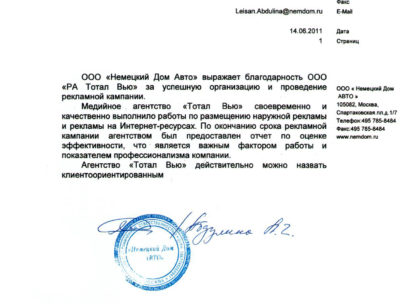 Факс
Leisan.Abdulina@nemdom.ru E-Mail
14.06.2011 Дата
1 Страниц
ООО «Немецкий Дом Авто» выражает благодарность ООО
«РА Тотал Вью» за успешную организацию и проведение
рекламной кампании.
Медийное агентство «Тотал Вью» своевременно и
качественно выполнило работы по размещению наружной рекламы
и рекламы на Интернет-ресурсах. По окончанию срока рекламной
кампании агентством был предоставлен отчет по оценке
эффективности, что является важным фактором работы и
показателем профессионализма компании.
Агентство «Тотал Вью» действительно можно назвать
клиентоориентированным
ООО « Немецкий Дом
АВТО »
105082, Москва,
Спартаковская пл,д.1/7
Телефон:495 785-8484
Факс:495 785-8484
www.nemdom.ru
Абдулина В.Г.
«Немецкий Дом
АВТО»